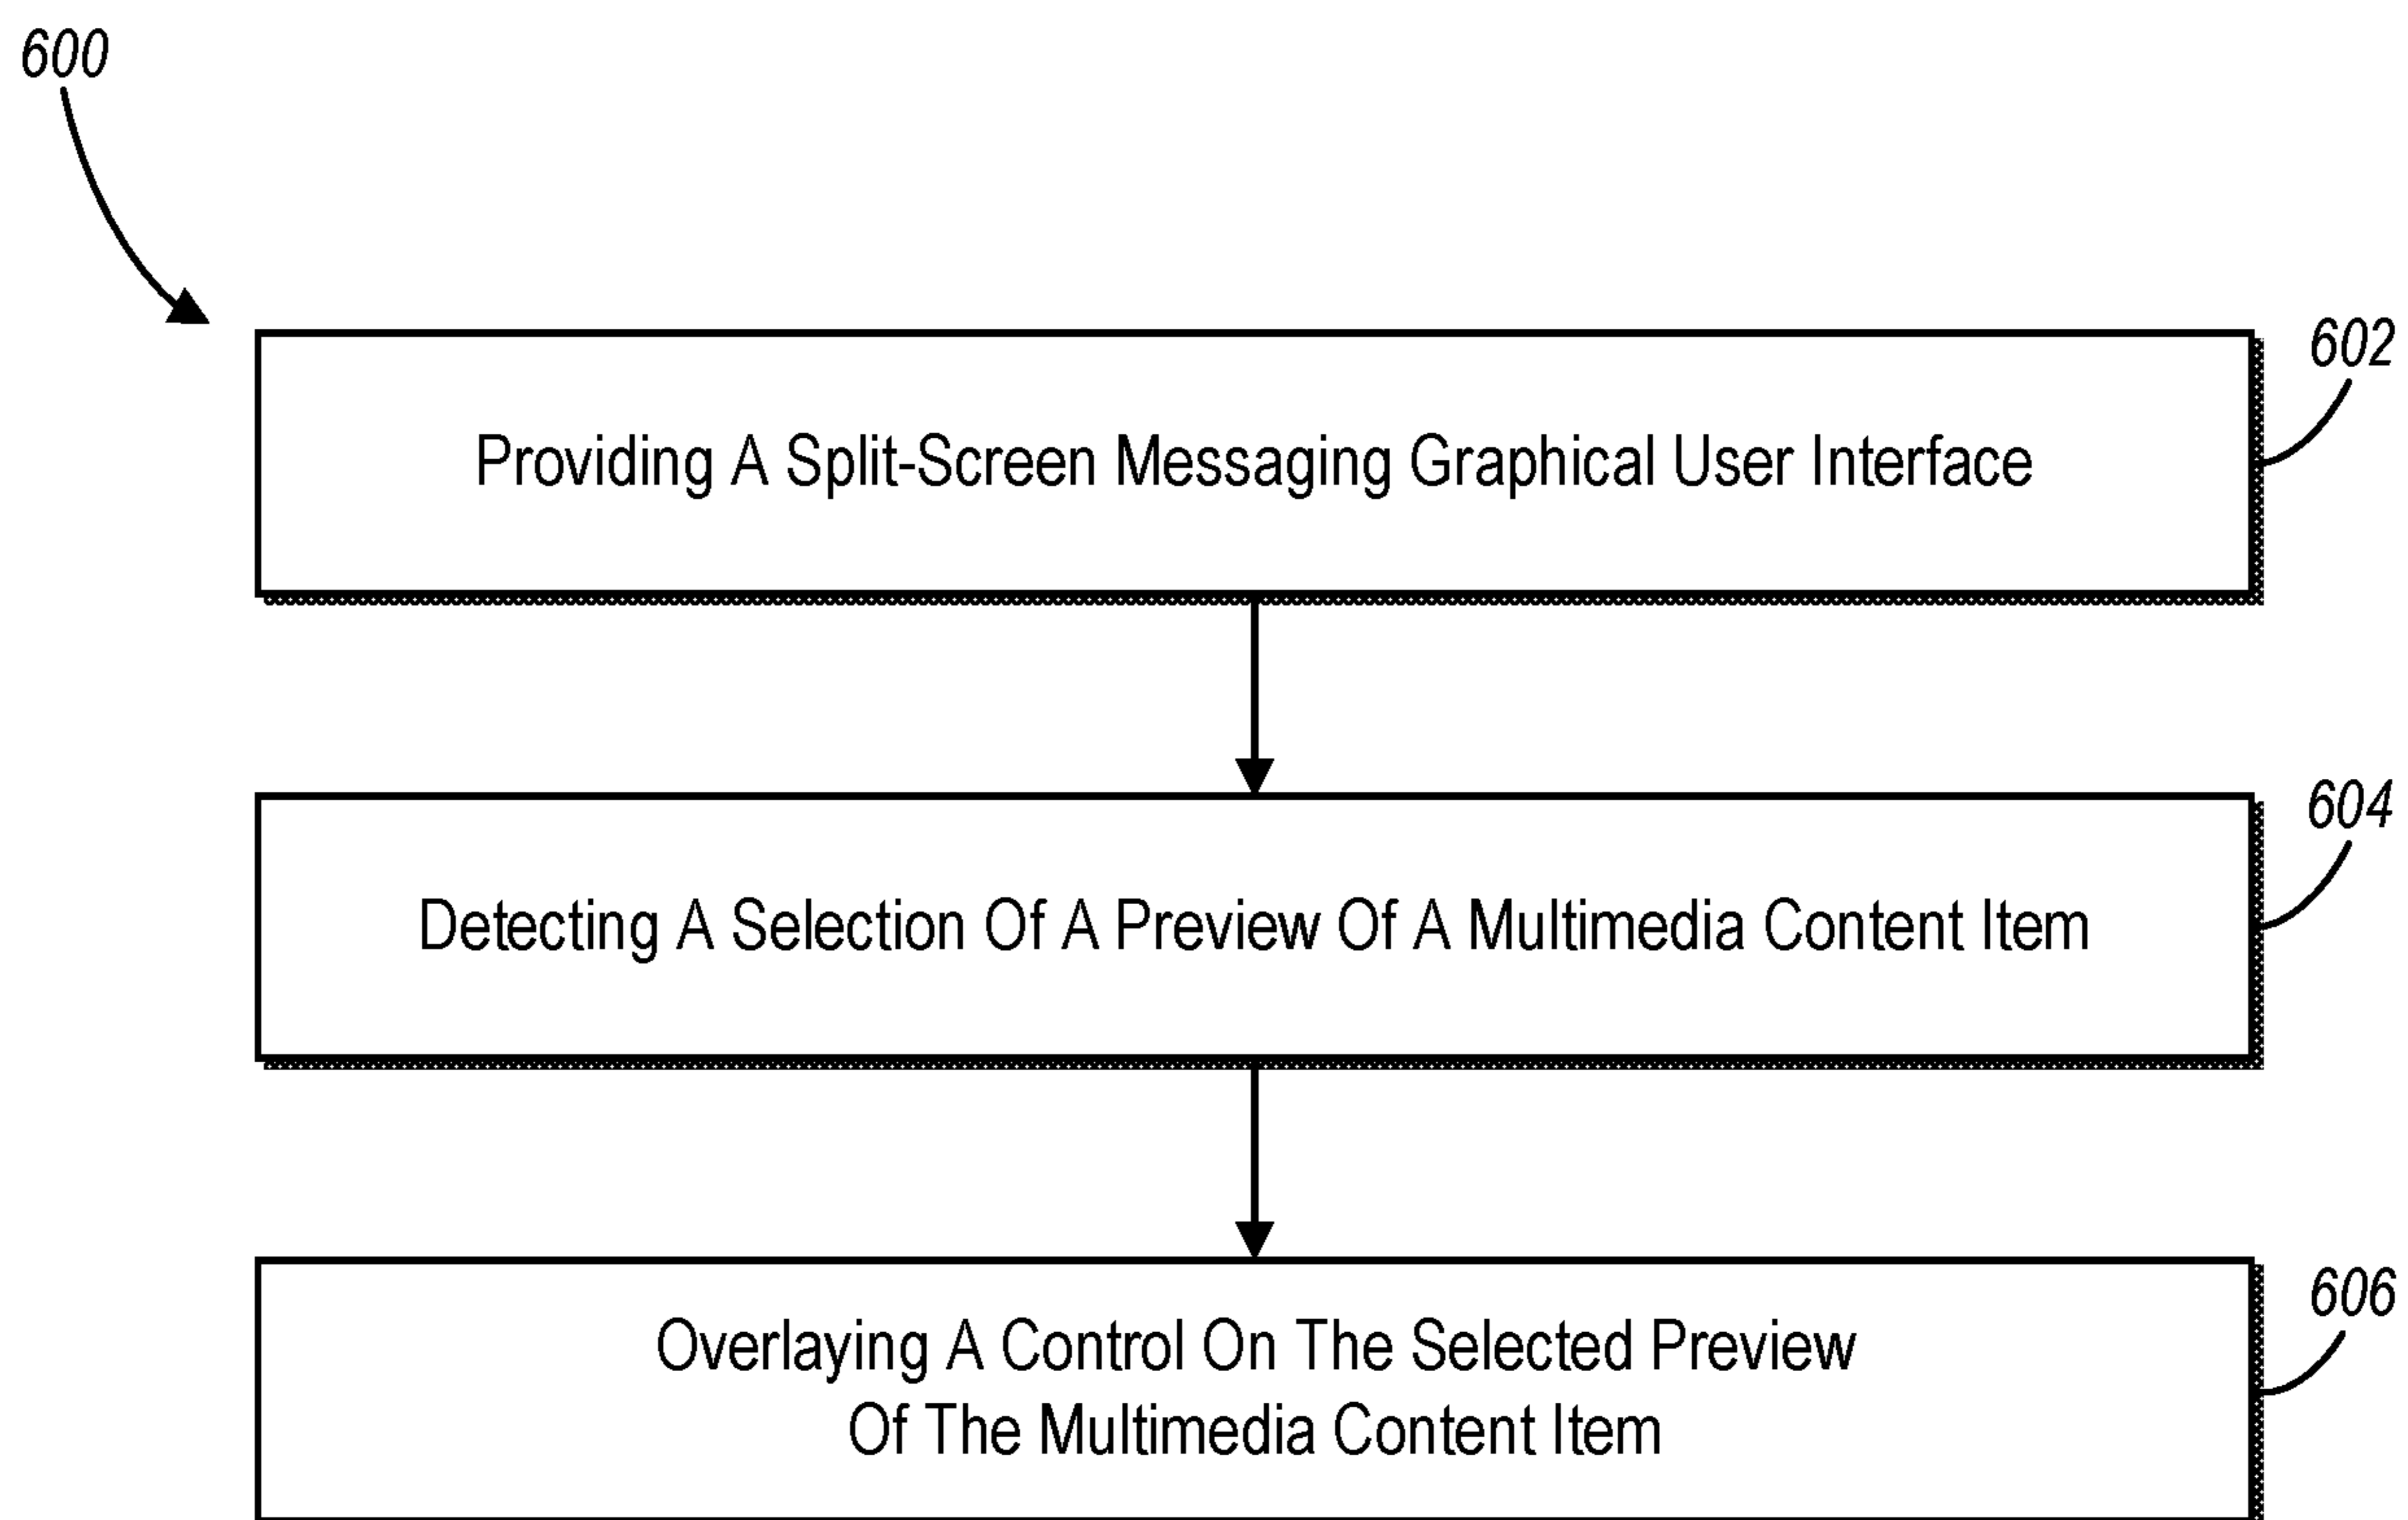 600
602
Providing A Split-Screen Messaging Graphical User Interface
604
Detecting A Selection Of A Preview Of A Multimedia Content Item
606
Overlaying A Control On The Selected Preview
Of The Multimedia Content Item